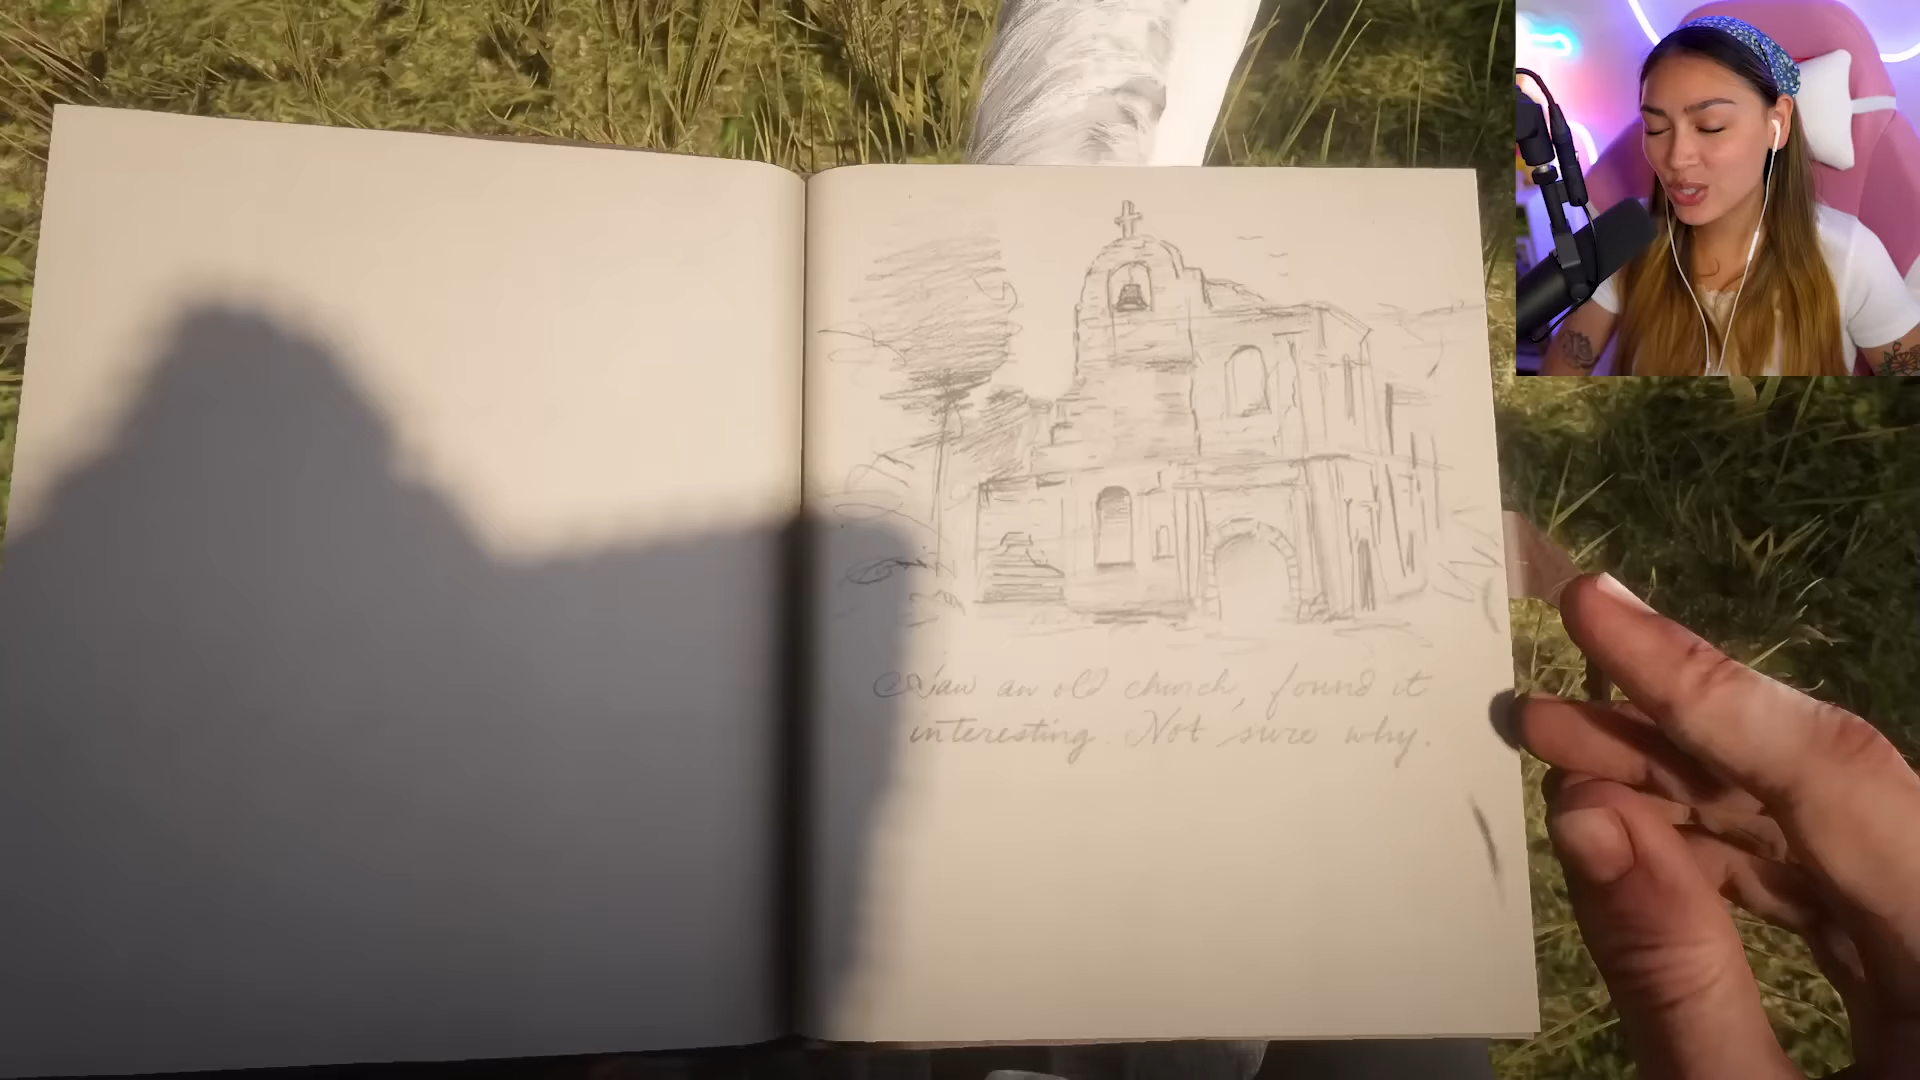 Saw an old church, found it
interesting. Not sure why.